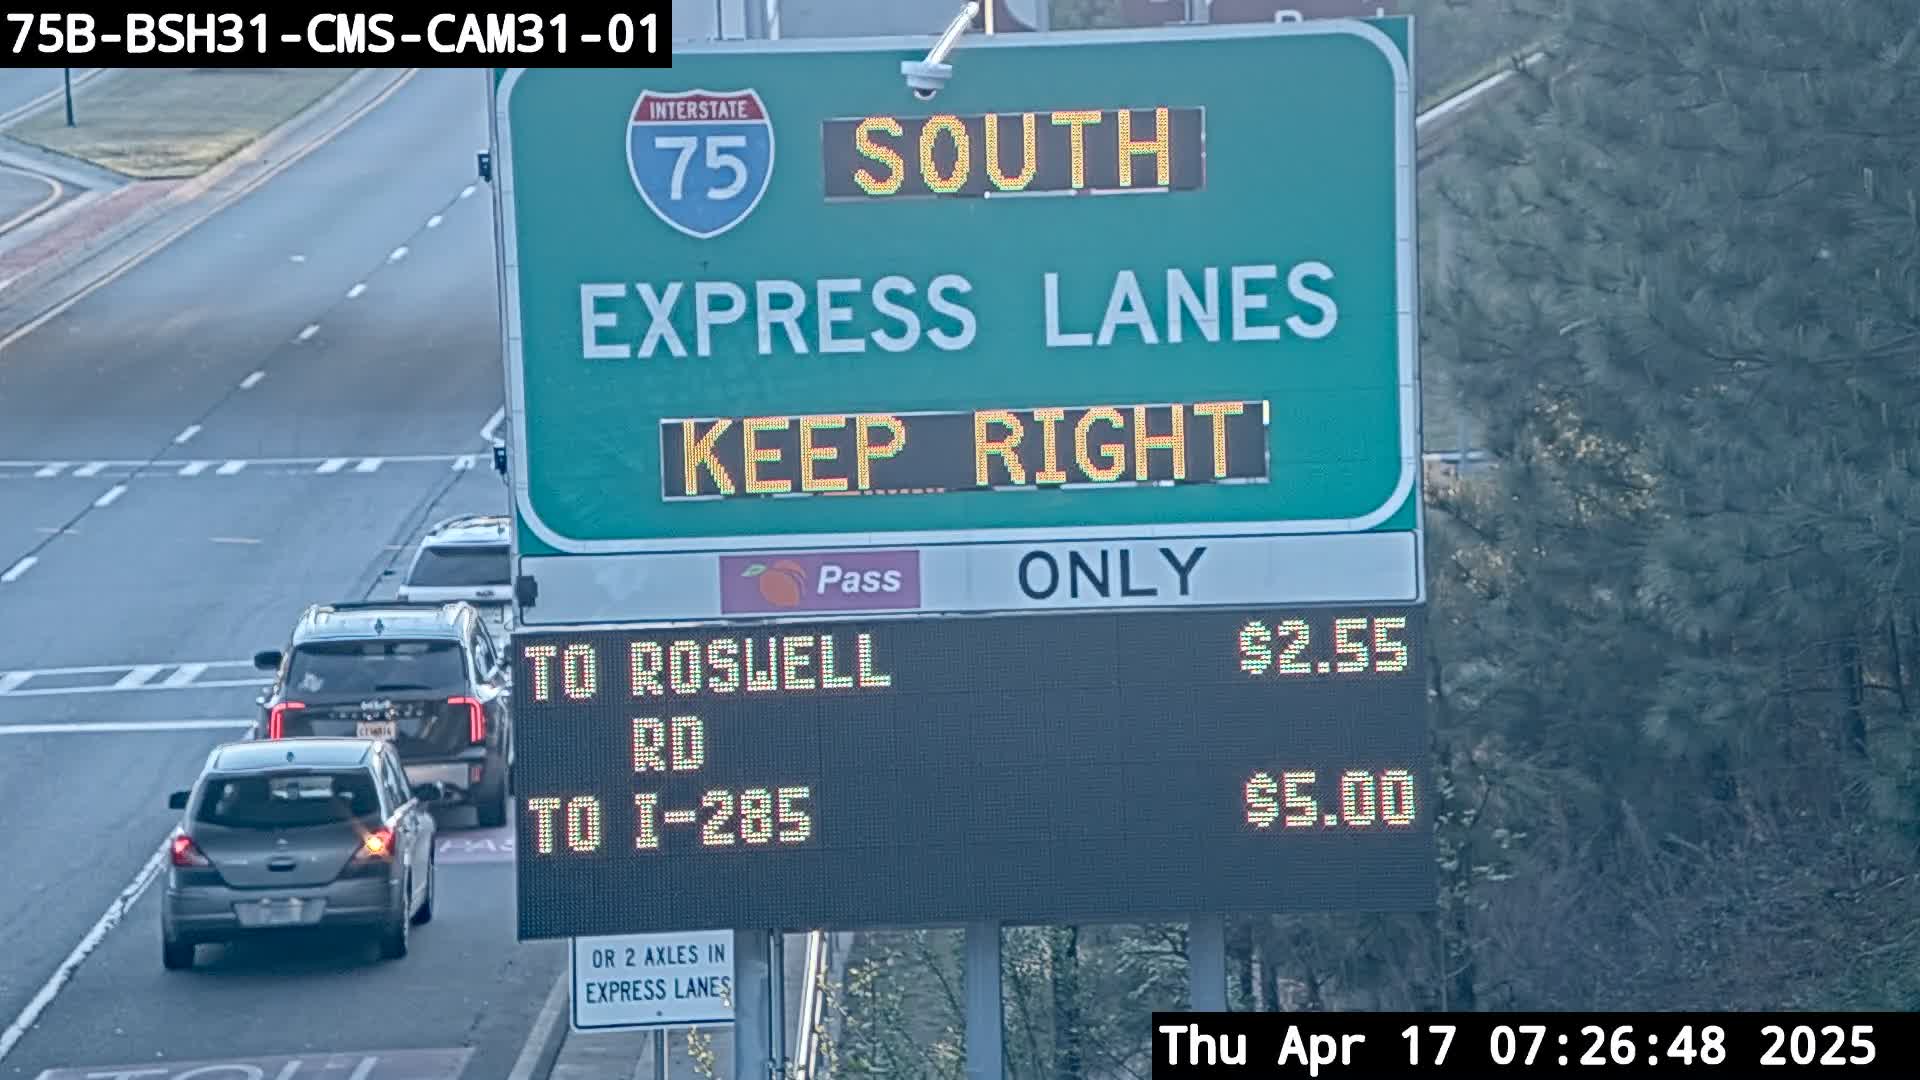 75B-BSH31-CMS-CAM31-01
INTERSTATE
75
SOUTH
EXPRESS LANES
KEEP RIGHT
Pass
ONLY
TO ROSWELL $2.55
RD
TO I-285 $5.00
OR 2 AXLES IN
EXPRESS LANES
Thu Apr 17 07:26:48 2025